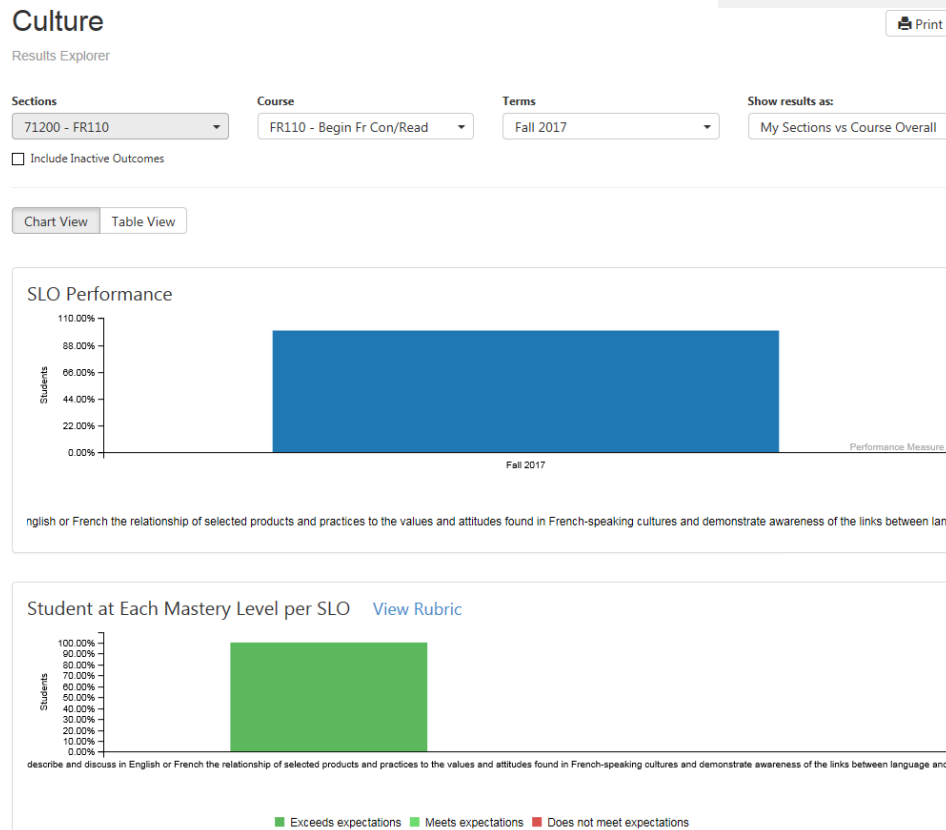 Culture
Print
Results Explorer
Sections
Course
Terms
Show results as:
71200 - FR110
FR110 - Begin Fr Con/Read
Fall 2017
My Sections vs Course Overall
Include Inactive Outcomes
Chart View
Table View
SLO Performance
110.00%
88.00%
66.00%
44.00%
22.00%
0.00%
Students
Performance Measure
Fall 2017
nglish or French the relationship of selected products and practices to the values and attitudes found in French-speaking cultures and demonstrate awareness of the links between lan
Student at Each Mastery Level per SLO View Rubric
100.00%
90.00%
80.00%
70.00%
60.00%
50.00%
40.00%
30.00%
20.00%
10.00%
0.00%
Students
describe and discuss in English or French the relationship of selected products and practices to the values and attitudes found in French-speaking cultures and demonstrate awareness of the links between language and
Exceeds expectations Meets expectations Does not meet expectations